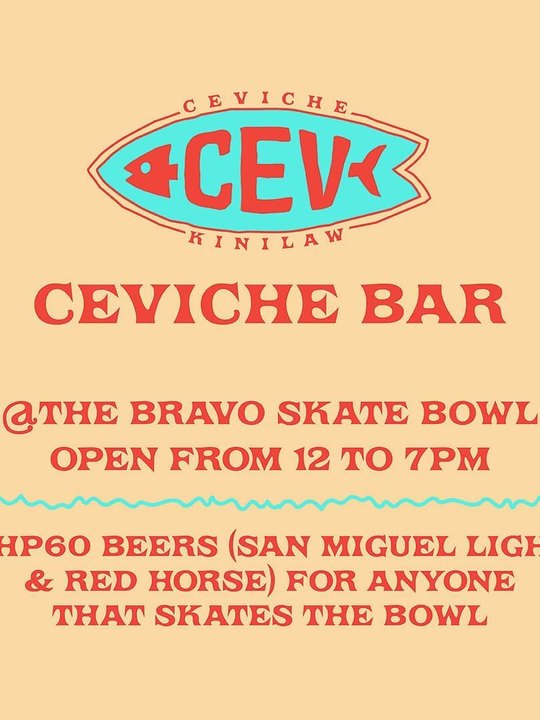 CEVICHE
CEV
KINILAW
CEVICHE BAR
@THE BRAVO SKATE BOWL
OPEN FROM 12 TO 7PM
HP60 BEERS (SAN MIGUEL LIGH
& RED HORSE) FOR ANYONE
THAT SKATES THE BOWL